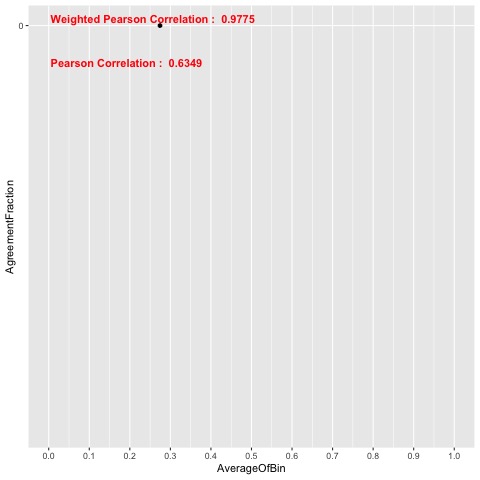 Weighted Pearson Correlation :  0.9775
0
Pearson Correlation :  0.6349
AgreementFraction
0.0 0.1 0.2 0.3 0.4 0.5 0.6 0.7 0.8 0.9 1.0
AverageOfBin